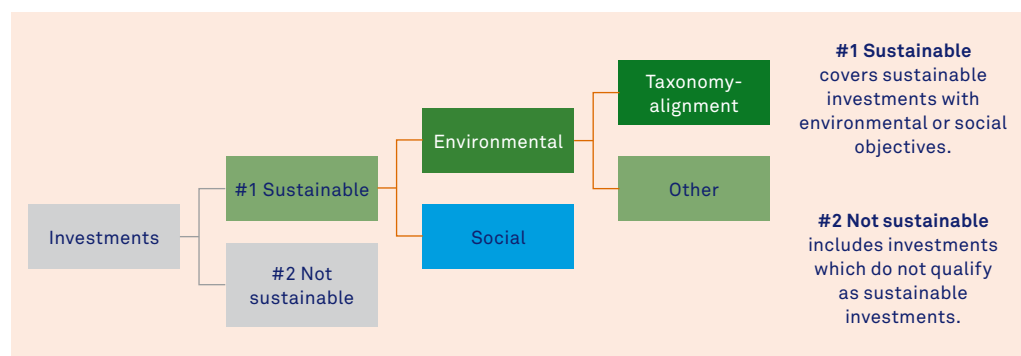 Investments
#1 Sustainable
#2 Not
sustainable
Environmental
Social
Taxonomy-
alignment
Other
#1 Sustainable
covers sustainable
investments with
environmental or social
objectives.
#2 Not sustainable
includes investments
which do not qualify
as sustainable
investments.